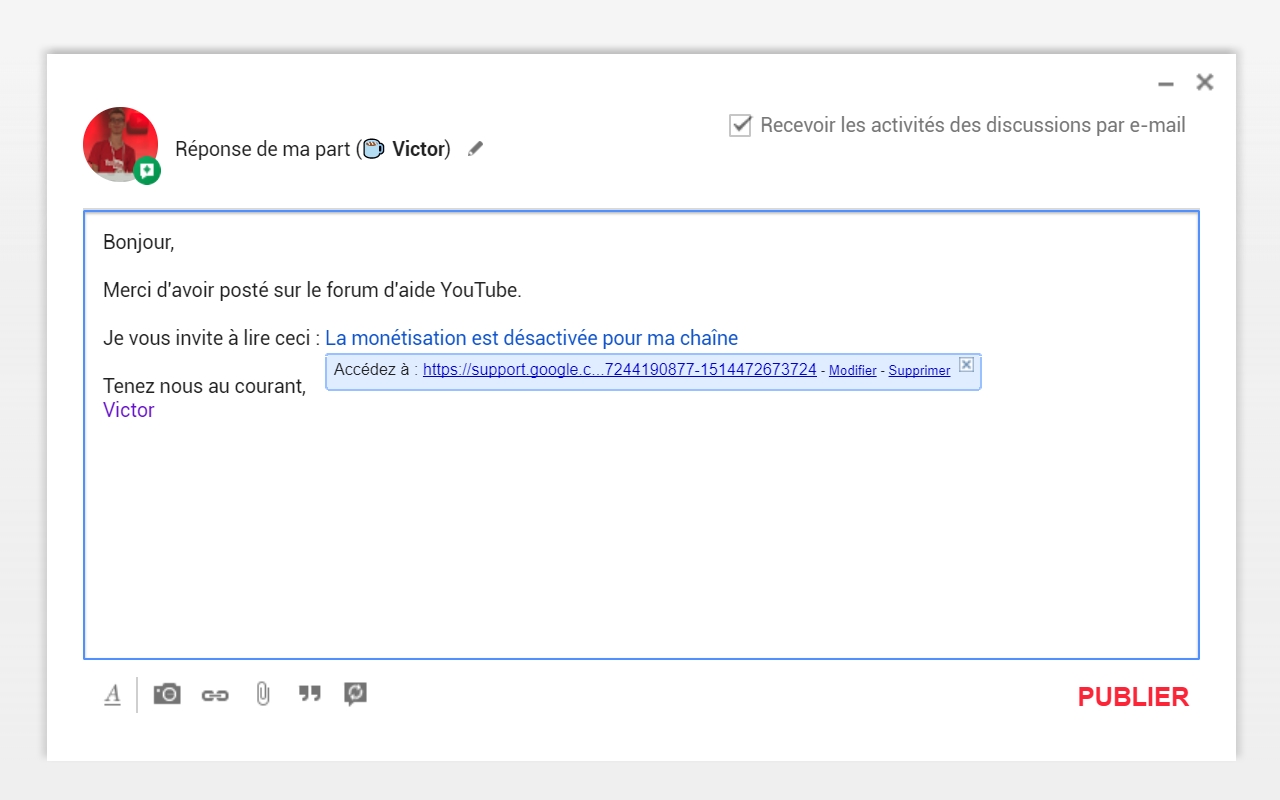 Recevoir les activités des discussions par e-mail
Réponse de ma part (☕ Victor)
Bonjour,
Merci d'avoir posté sur le forum d'aide YouTube.
Je vous invite à lire ceci : La monétisation est désactivée pour ma chaîne
Accédez à : https://support.google.c...7244190877-1514472673724 - Modifier - Supprimer
Tenez nous au courant,
Victor
A
PUBLIER